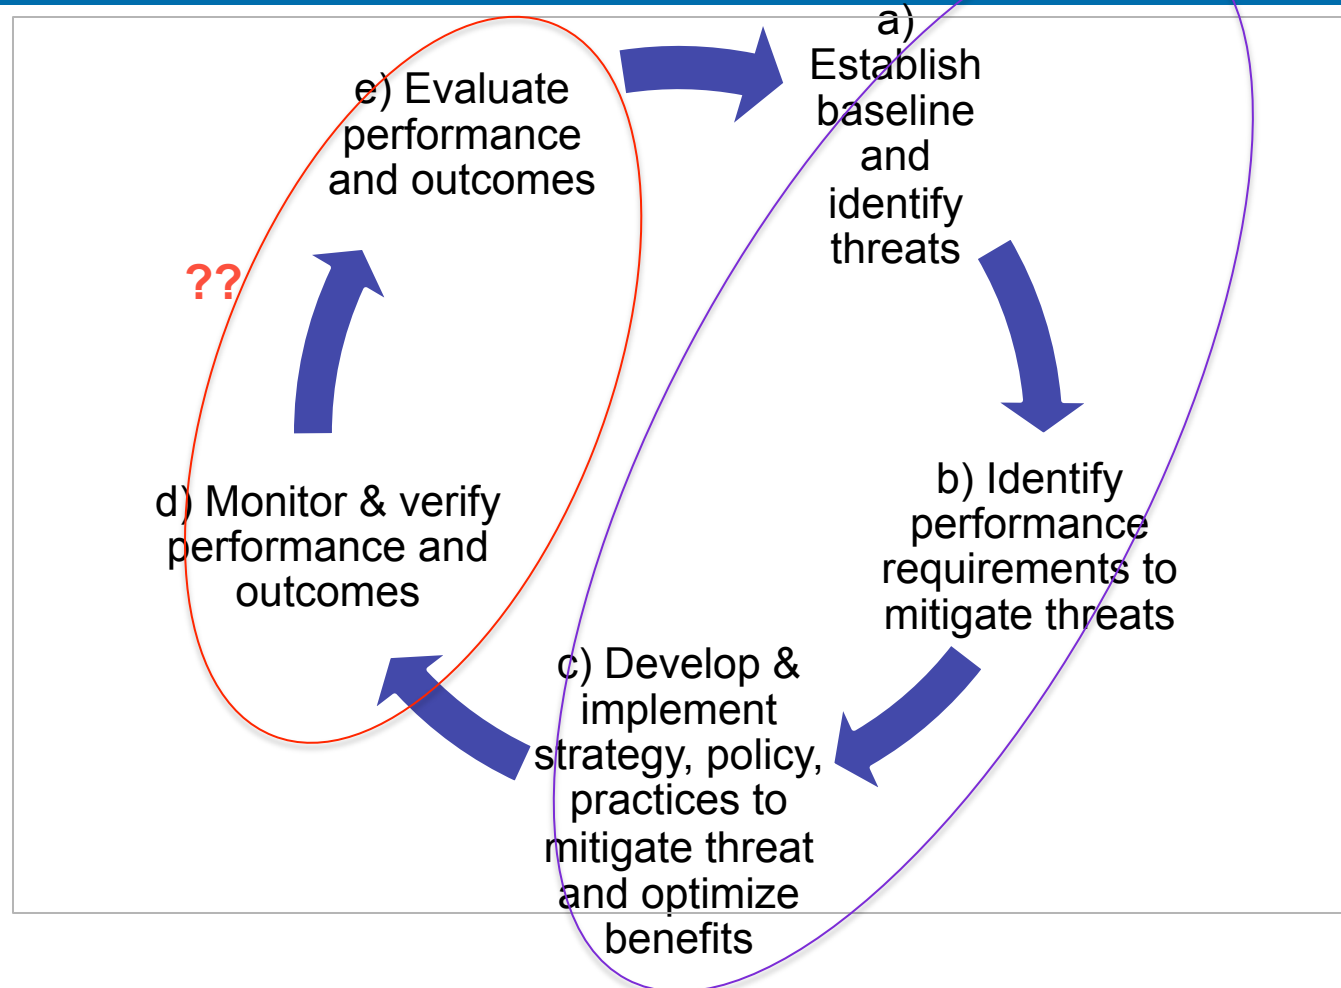 a)
Establish
baseline
and
identify
threats
b) Identify
performance
requirements to
mitigate threats
c) Develop &
implement
strategy, policy,
practices to
mitigate threat
and optimize
benefits
d) Monitor & verify
performance and
outcomes
??
e) Evaluate
performance
and outcomes